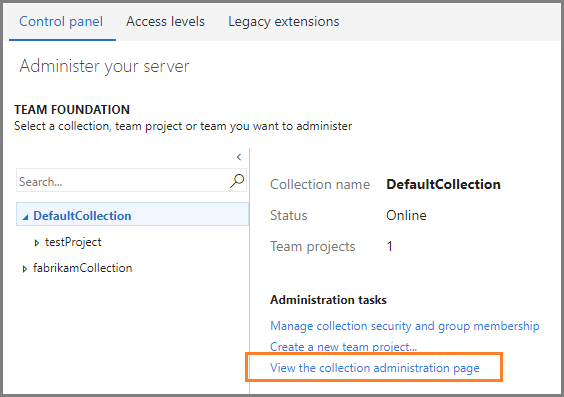 Control panel Access levels Legacy extensions
Administer your server
TEAM FOUNDATION
Select a collection, team project or team you want to administer
Search...
DefaultCollection
testProject
fabrikamCollection
Collection name DefaultCollection
Status Online
Team projects 1
Administration tasks
Manage collection security and group membership
Create a new team project...
View the collection administration page